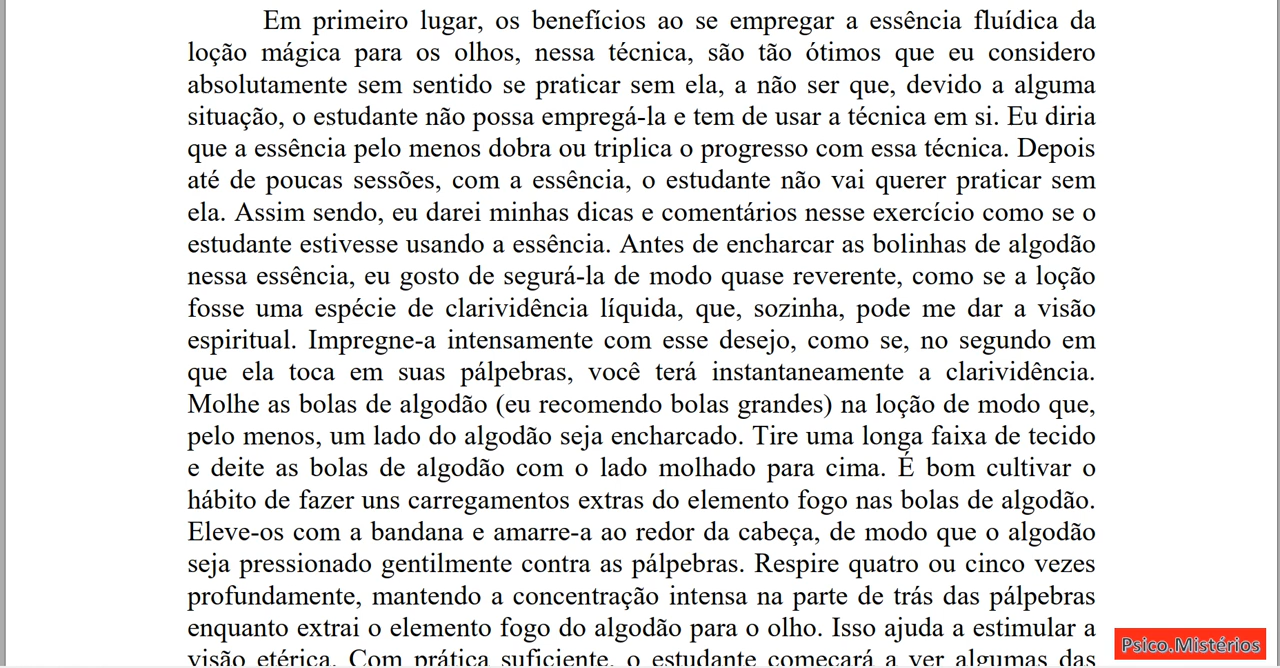 Em primeiro lugar, os benefícios ao se empregar a essência fluídica da
loção mágica para os olhos, nessa técnica, são tão ótimos que eu considero
absolutamente sem sentido se praticar sem ela, a não ser que, devido a alguma
situação, o estudante não possa empregá-la e tem de usar a técnica em si. Eu diria
que a essência pelo menos dobra ou triplica o progresso com essa técnica. Depois
até de poucas sessões, com a essência, o estudante não vai querer praticar sem
ela. Assim sendo, eu darei minhas dicas e comentários nesse exercício como se o
estudante estivesse usando a essência. Antes de encharcar as bolinhas de algodão
nessa essência, eu gosto de segurá-la de modo quase reverente, como se a loção
fosse uma espécie de clarividência líquida, que, sozinha, pode me dar a visão
espiritual. Impregne-a intensamente com esse desejo, como se, no segundo em
que ela toca em suas pálpebras, você terá instantaneamente a clarividência.
Molhe as bolas de algodão (eu recomendo bolas grandes) na loção de modo que,
pelo menos, um lado do algodão seja encharcado. Tire uma longa faixa de tecido
e deite as bolas de algodão com o lado molhado para cima. É bom cultivar o
hábito de fazer uns carregamentos extras do elemento fogo nas bolas de algodão.
Eleve-os com a bandana e amarre-a ao redor da cabeça, de modo que o algodão
seja pressionado gentilmente contra as pálpebras. Respire quatro ou cinco vezes
profundamente, mantendo a concentração intensa na parte de trás das pálpebras
enquanto extrai o elemento fogo do algodão para o olho. Isso ajuda a estimular a
visão etérica. Com prática suficiente, o estudante começará a ver algumas das
Psico.Mistérios